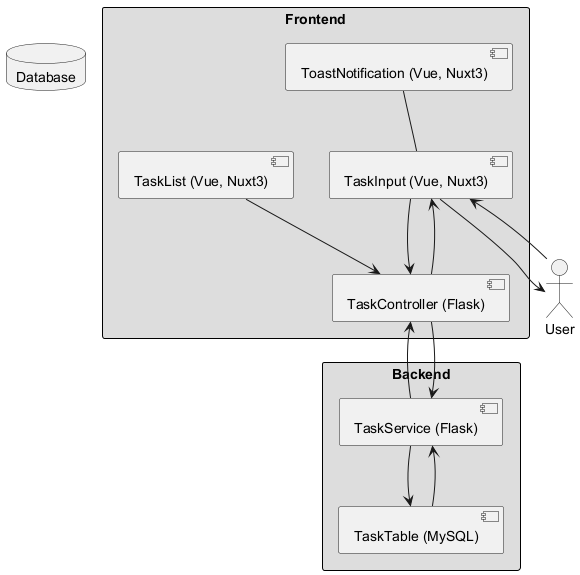 Frontend
ToastNotification (Vue, Nuxt3)
Database
TaskList (Vue, Nuxt3)
TaskInput (Vue, Nuxt3)
TaskController (Flask)
User
Backend
TaskService (Flask)
TaskTable (MySQL)